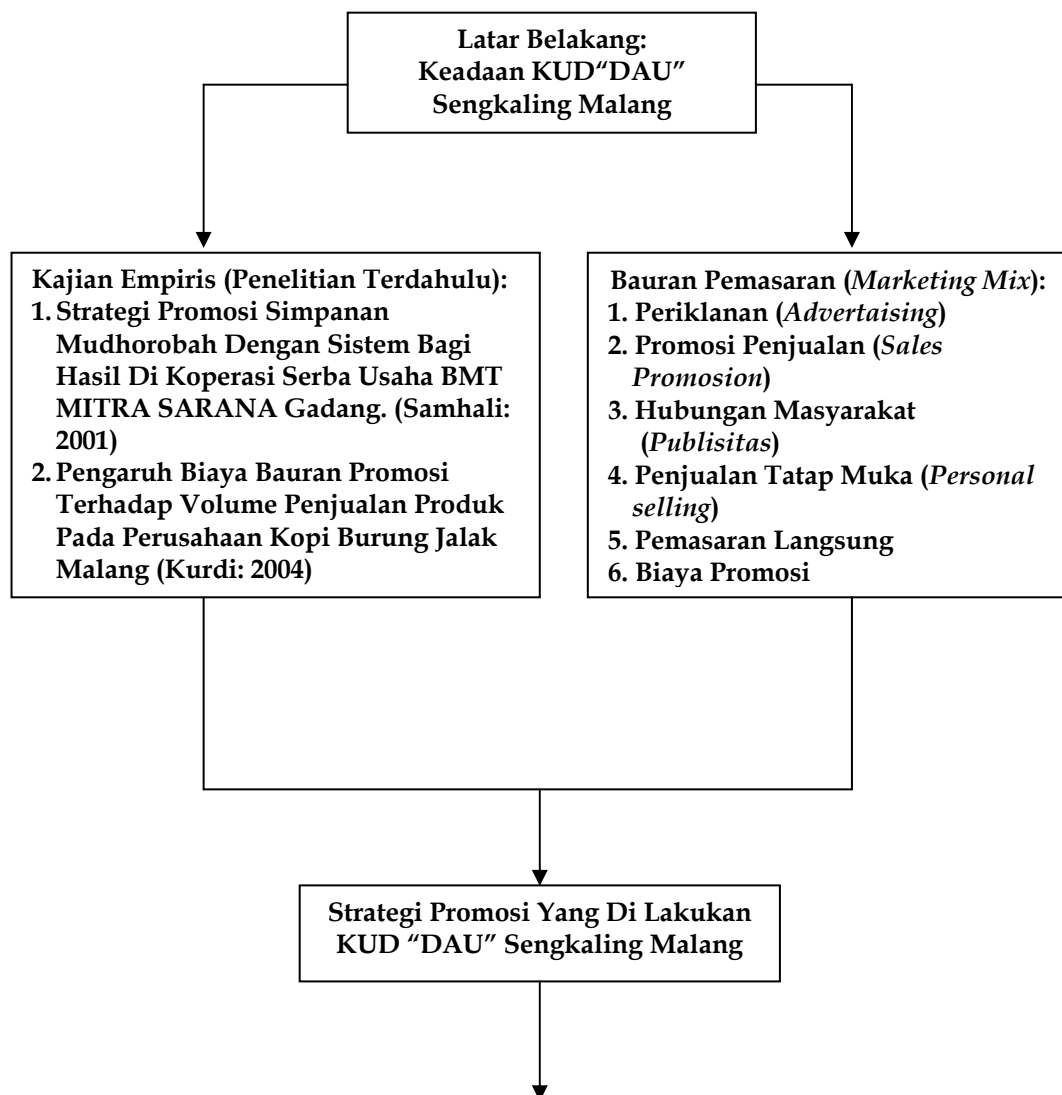 Latar Belakang:
Keadaan KUD“DAU”
Sengkaling Malang
Kajian Empiris (Penelitian Terdahulu):
1. Strategi Promosi Simpanan
Mudhorobah Dengan Sistem Bagi
Hasil Di Koperasi Serba Usaha BMT
MITRA SARANA Gadang. (Samhali:
2001)
2. Pengaruh Biaya Bauran Promosi
Terhadap Volume Penjualan Produk
Pada Perusahaan Kopi Burung Jalak
Malang (Kurdi: 2004)
Bauran Pemasaran (Marketing Mix):
1. Periklanan (Advertaising)
2. Promosi Penjualan (Sales
Promosion)
3. Hubungan Masyarakat
(Publisitas)
4. Penjualan Tatap Muka (Personal
selling)
5. Pemasaran Langsung
6. Biaya Promosi
Strategi Promosi Yang Di Lakukan
KUD “DAU” Sengkaling Malang